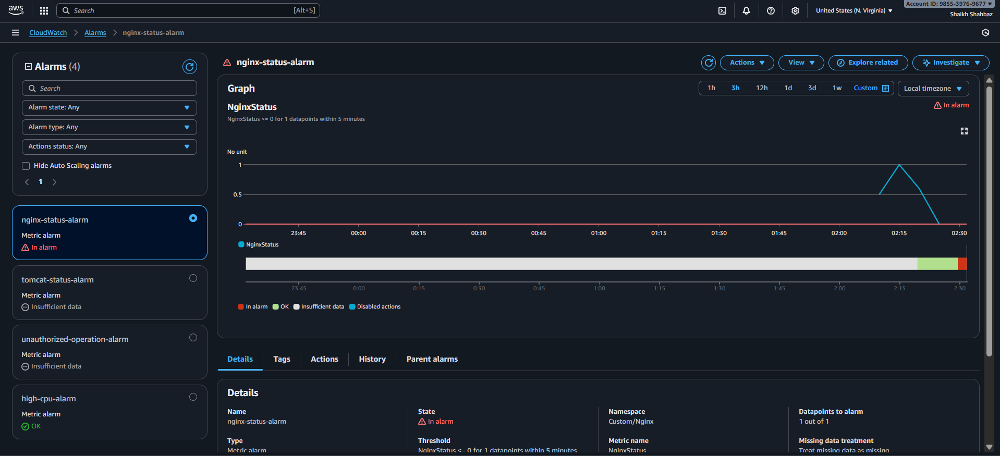 aws
Search [Alt+S]
United States (N. Virginia)
Account ID: 9855-3976-9677
Shaikh Shahbaz
CloudWatch
Alarms
nginx-status-alarm
Alarms (4)
Search
Alarm state: Any
Alarm type: Any
Actions status: Any
Hide Auto Scaling alarms
1
nginx-status-alarm
Metric alarm
In alarm
tomcat-status-alarm
Metric alarm
Insufficient data
unauthorized-operation-alarm
Metric alarm
Insufficient data
high-cpu-alarm
Metric alarm
OK
nginx-status-alarm
Actions
View
Explore related
Investigate
Graph
1h 3h 12h 1d 3d 1w Custom
Local timezone
NginxStatus
In alarm
NginxStatus <= 0 for 1 datapoints within 5 minutes
No unit
1
0.5
0
23:45 00:00 00:15 00:30 00:45 01:00 01:15 01:30 01:45 02:00 02:15 02:30
NginxStatus
23:45 0:00 0:15 0:30 0:45 1:00 1:15 1:30 1:45 2:00 2:15 2:30
In alarm OK Insufficient data Disabled actions
Details Tags Actions History Parent alarms
Details
Name
nginx-status-alarm
Type
Metric alarm
State
In alarm
Threshold
NginxStatus <= 0 for 1 datapoints within 5 minutes
Namespace
Custom/Nginx
Metric name
NginxStatus
Datapoints to alarm
1 out of 1
Missing data treatment
Treat missing data as missing